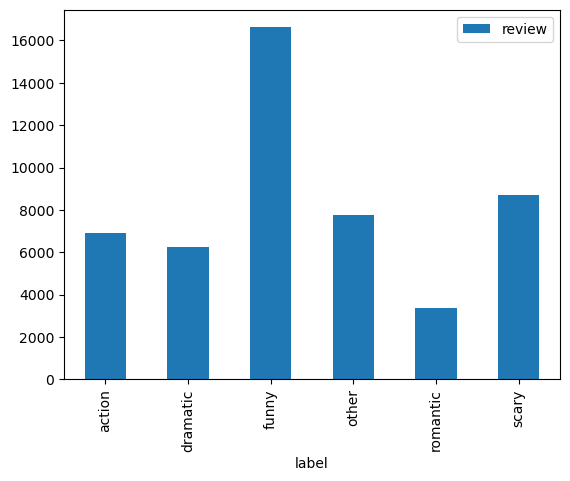 review
16000
14000
12000
10000
8000
6000
4000
2000
0
action
dramatic
funny
other
romantic
scary
label